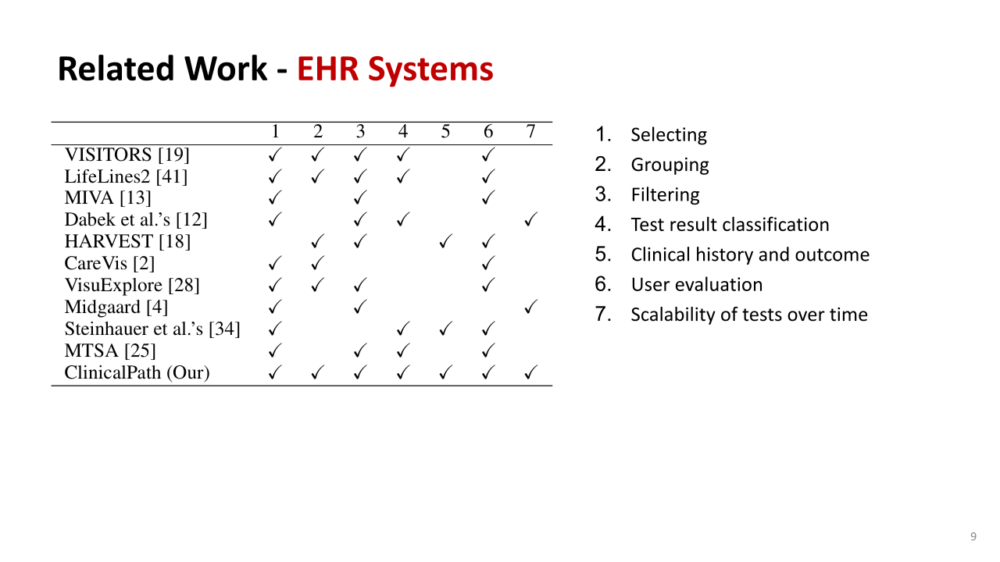 Related Work - EHR Systems
1 2 3 4 5 6 7
VISITORS [19] ✓ ✓ ✓ ✓ ✓
LifeLines2 [41] ✓ ✓ ✓ ✓ ✓
MIVA [13] ✓ ✓ ✓
Dabek et al.'s [12] ✓ ✓ ✓ ✓
HARVEST [18] ✓ ✓ ✓ ✓
CareVis [2] ✓ ✓ ✓
VisuExplore [28] ✓ ✓ ✓ ✓
Midgaard [4] ✓ ✓ ✓
Steinhauer et al.'s [34] ✓ ✓ ✓ ✓
MTSA [25] ✓ ✓ ✓ ✓
ClinicalPath (Our) ✓ ✓ ✓ ✓ ✓ ✓ ✓
1. Selecting
2. Grouping
3. Filtering
4. Test result classification
5. Clinical history and outcome
6. User evaluation
7. Scalability of tests over time
9